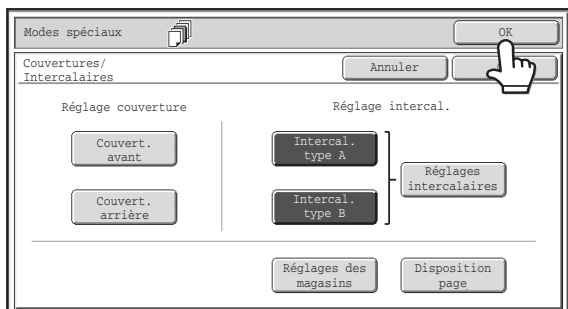 Modes spéciaux
OK
Couvertures/
Intercalaires
Annuler
Réglage couverture
Réglage intercal.
Couvert.
avant
Intercal.
type A
Réglages
intercalaires
Couvert.
arrière
Intercal.
type B
Réglages des
magasins
Disposition
page